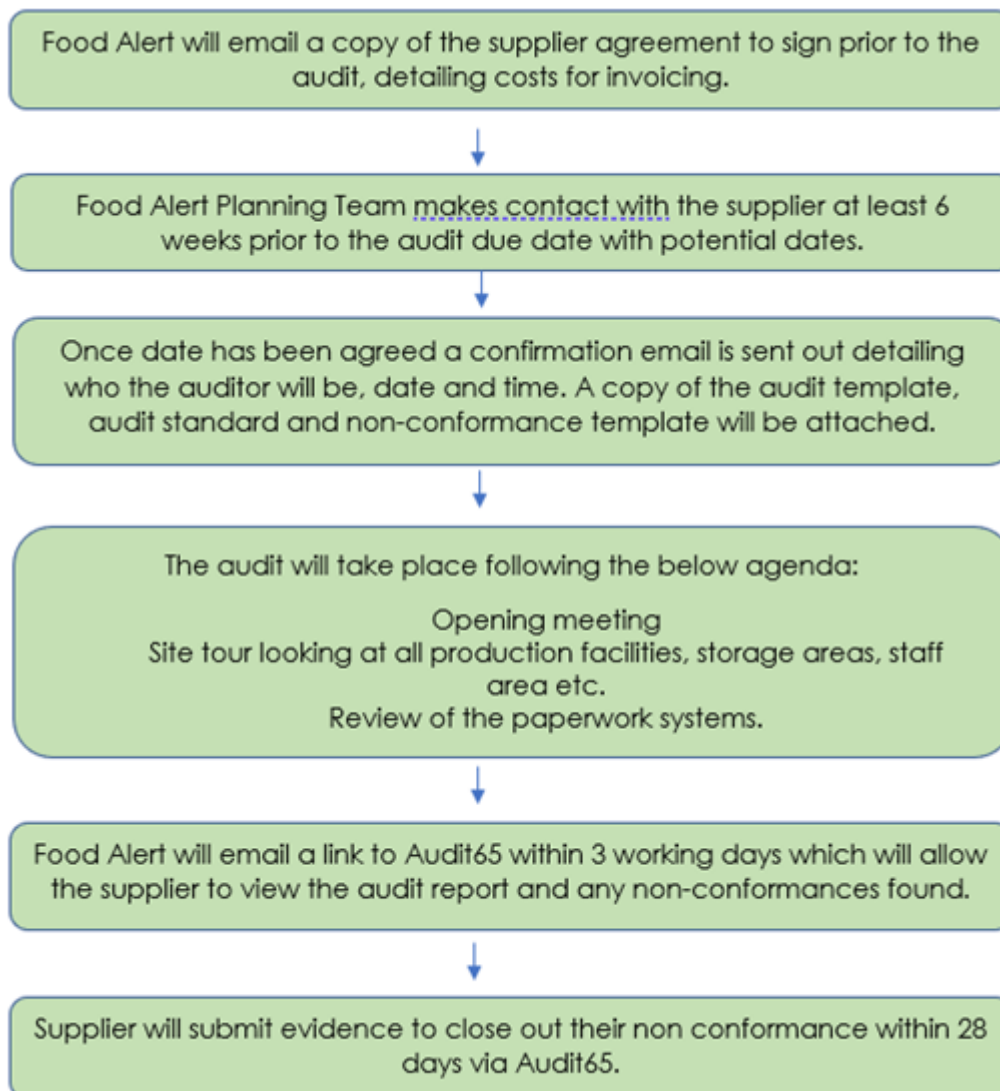 Food Alert will email a copy of the supplier agreement to sign prior to the
audit, detailing costs for invoicing.
Food Alert Planning Team makes contact with the supplier at least 6
weeks prior to the audit due date with potential dates.
Once date has been agreed a confirmation email is sent out detailing
who the auditor will be, date and time. A copy of the audit template,
audit standard and non-conformance template will be attached.
The audit will take place following the below agenda:
Opening meeting
Site tour looking at all production facilities, storage areas, staff
area etc.
Review of the paperwork systems.
Food Alert will email a link to Audit65 within 3 working days which will allow
the supplier to view the audit report and any non-conformances found.
Supplier will submit evidence to close out their non conformance within 28
days via Audit65.